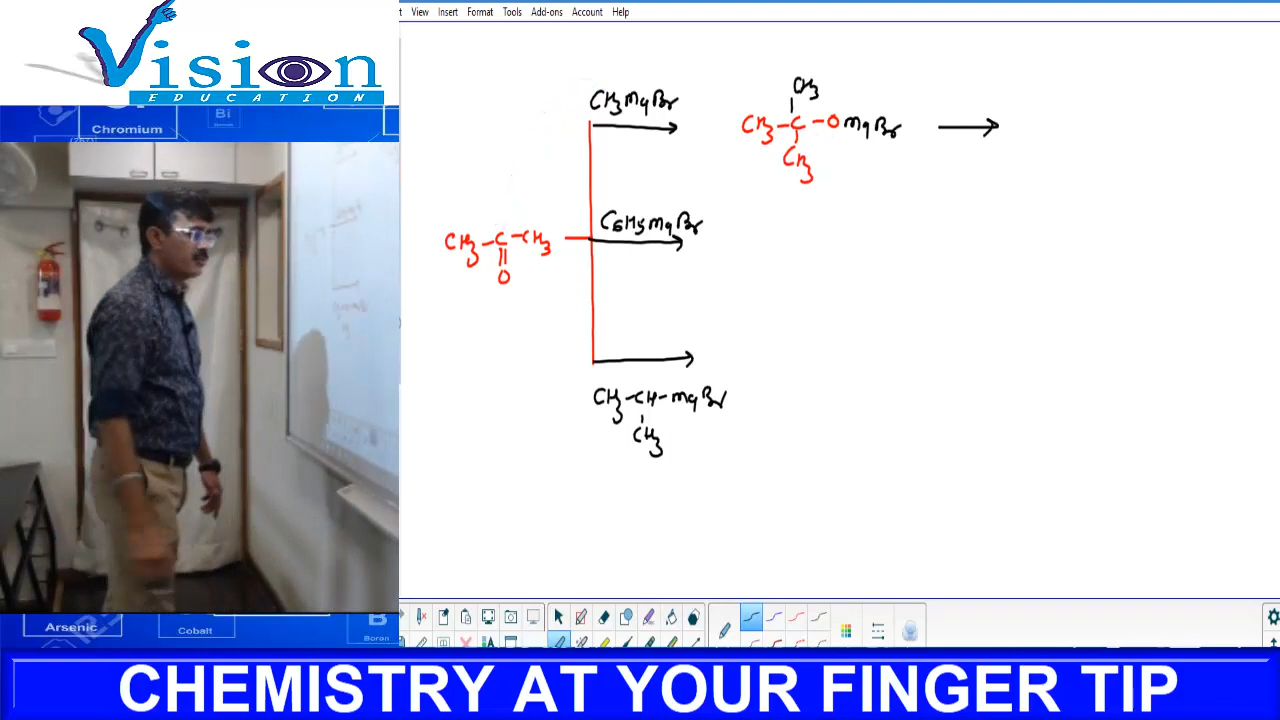 View Insert Format Tools Add-ons Account Help
Vision
EDUCATION
Chromium
Bi
CH3MgBr
CH3
CH3-C-OMgBr
CH3
C6H5MgBr
CH3-C-CH3
O
CH3-CH-MgBr
CH3
Arsenic
Cobalt
B
Boran
CHEMISTRY AT YOUR FINGER TIP